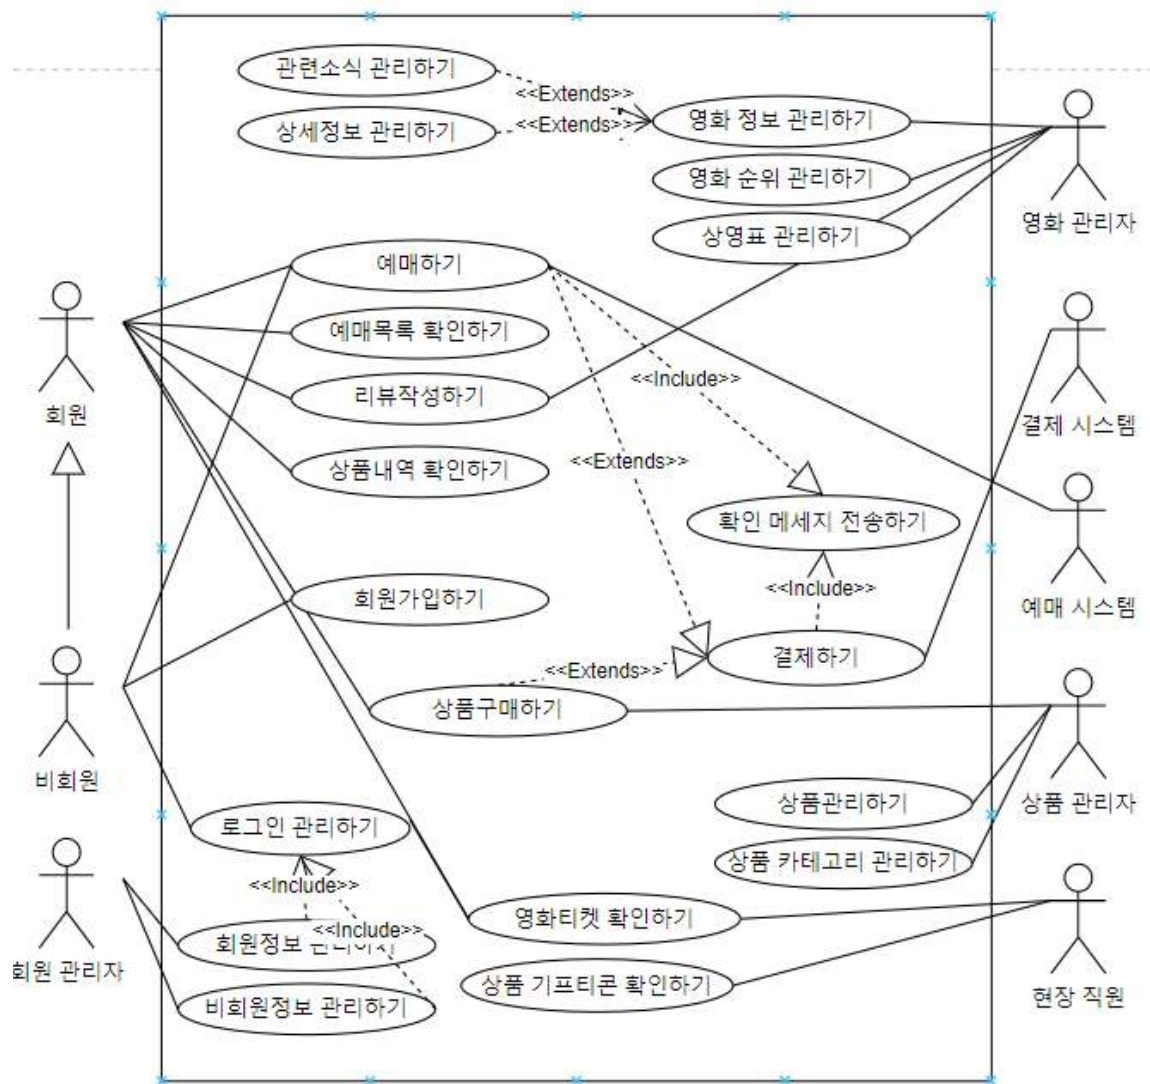 관련소식 관리하기
<<Extends>>
상세정보 관리하기
<<Extends>>
영화 정보 관리하기
영화 순위 관리하기
상영표 관리하기
영화 관리자
예매하기
예매목록 확인하기
리뷰작성하기
<<Include>>
회원
결제 시스템
상품내역 확인하기
<<Extends>>
확인 메세지 전송하기
<<Include>>
예매 시스템
회원가입하기
결제하기
<<Extends>>
상품구매하기
비회원
상품관리하기
상품 관리자
로그인 관리하기
상품 카테고리 관리하기
<<Include>>
영화티켓 확인하기
<<Include>>
회원정보 관리하기
회원 관리자
상품 기프티콘 확인하기
비회원정보 관리하기
현장 직원